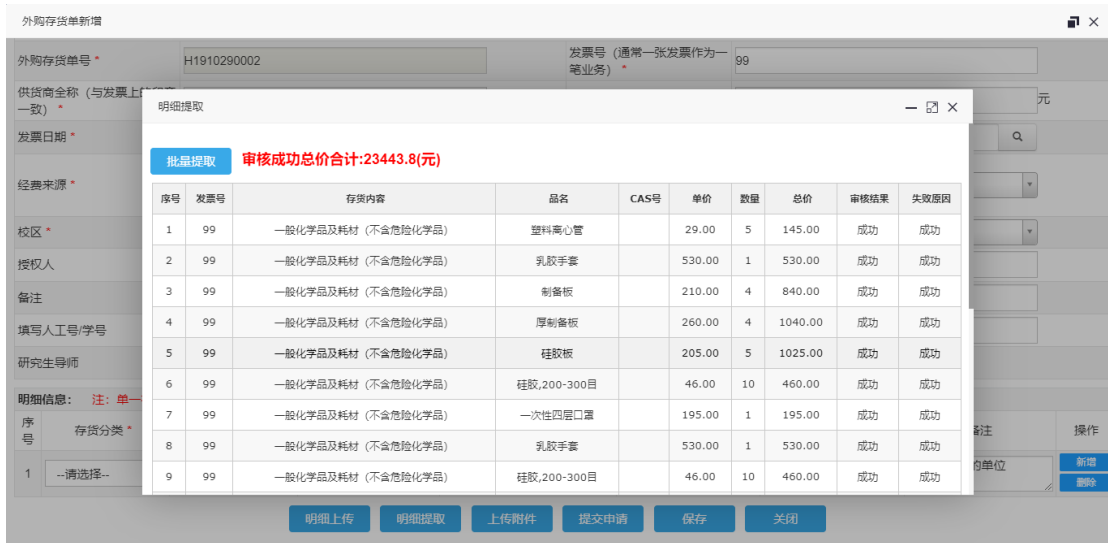 外购存货单新增
外购存货单号 * H1910290002 发票号（通常一张发票作为一
笔业务） * 99
供货商全称（与发票上的
一致） * 元
明细提取
发票日期 *
批量提取 审核成功总价合计:23443.8(元)
经费来源 *
序号 发票号 存货内容 品名 CAS号 单价 数量 总价 审核结果 失败原因
1 99 一般化学品及耗材（不含危险化学品） 塑料离心管 29.00 5 145.00 成功 成功
校区 *
2 99 一般化学品及耗材（不含危险化学品） 乳胶手套 530.00 1 530.00 成功 成功
授权人
3 99 一般化学品及耗材（不含危险化学品） 制备板 210.00 4 840.00 成功 成功
备注
4 99 一般化学品及耗材（不含危险化学品） 厚制备板 260.00 4 1040.00 成功 成功
填写人工号/学号
5 99 一般化学品及耗材（不含危险化学品） 硅胶板 205.00 5 1025.00 成功 成功
研究生导师
6 99 一般化学品及耗材（不含危险化学品） 硅胶,200-300目 46.00 10 460.00 成功 成功
明细信息： 注：单一
7 99 一般化学品及耗材（不含危险化学品） 一次性四层口罩 195.00 1 195.00 成功 成功
序号 存货分类 * 备注 操作
8 99 一般化学品及耗材（不含危险化学品） 乳胶手套 530.00 1 530.00 成功 成功
1 --请选择-- 的单位 新增
9 99 一般化学品及耗材（不含危险化学品） 硅胶,200-300目 46.00 10 460.00 成功 成功
删除
明细上传 明细提取 上传附件 提交申请 保存 关闭